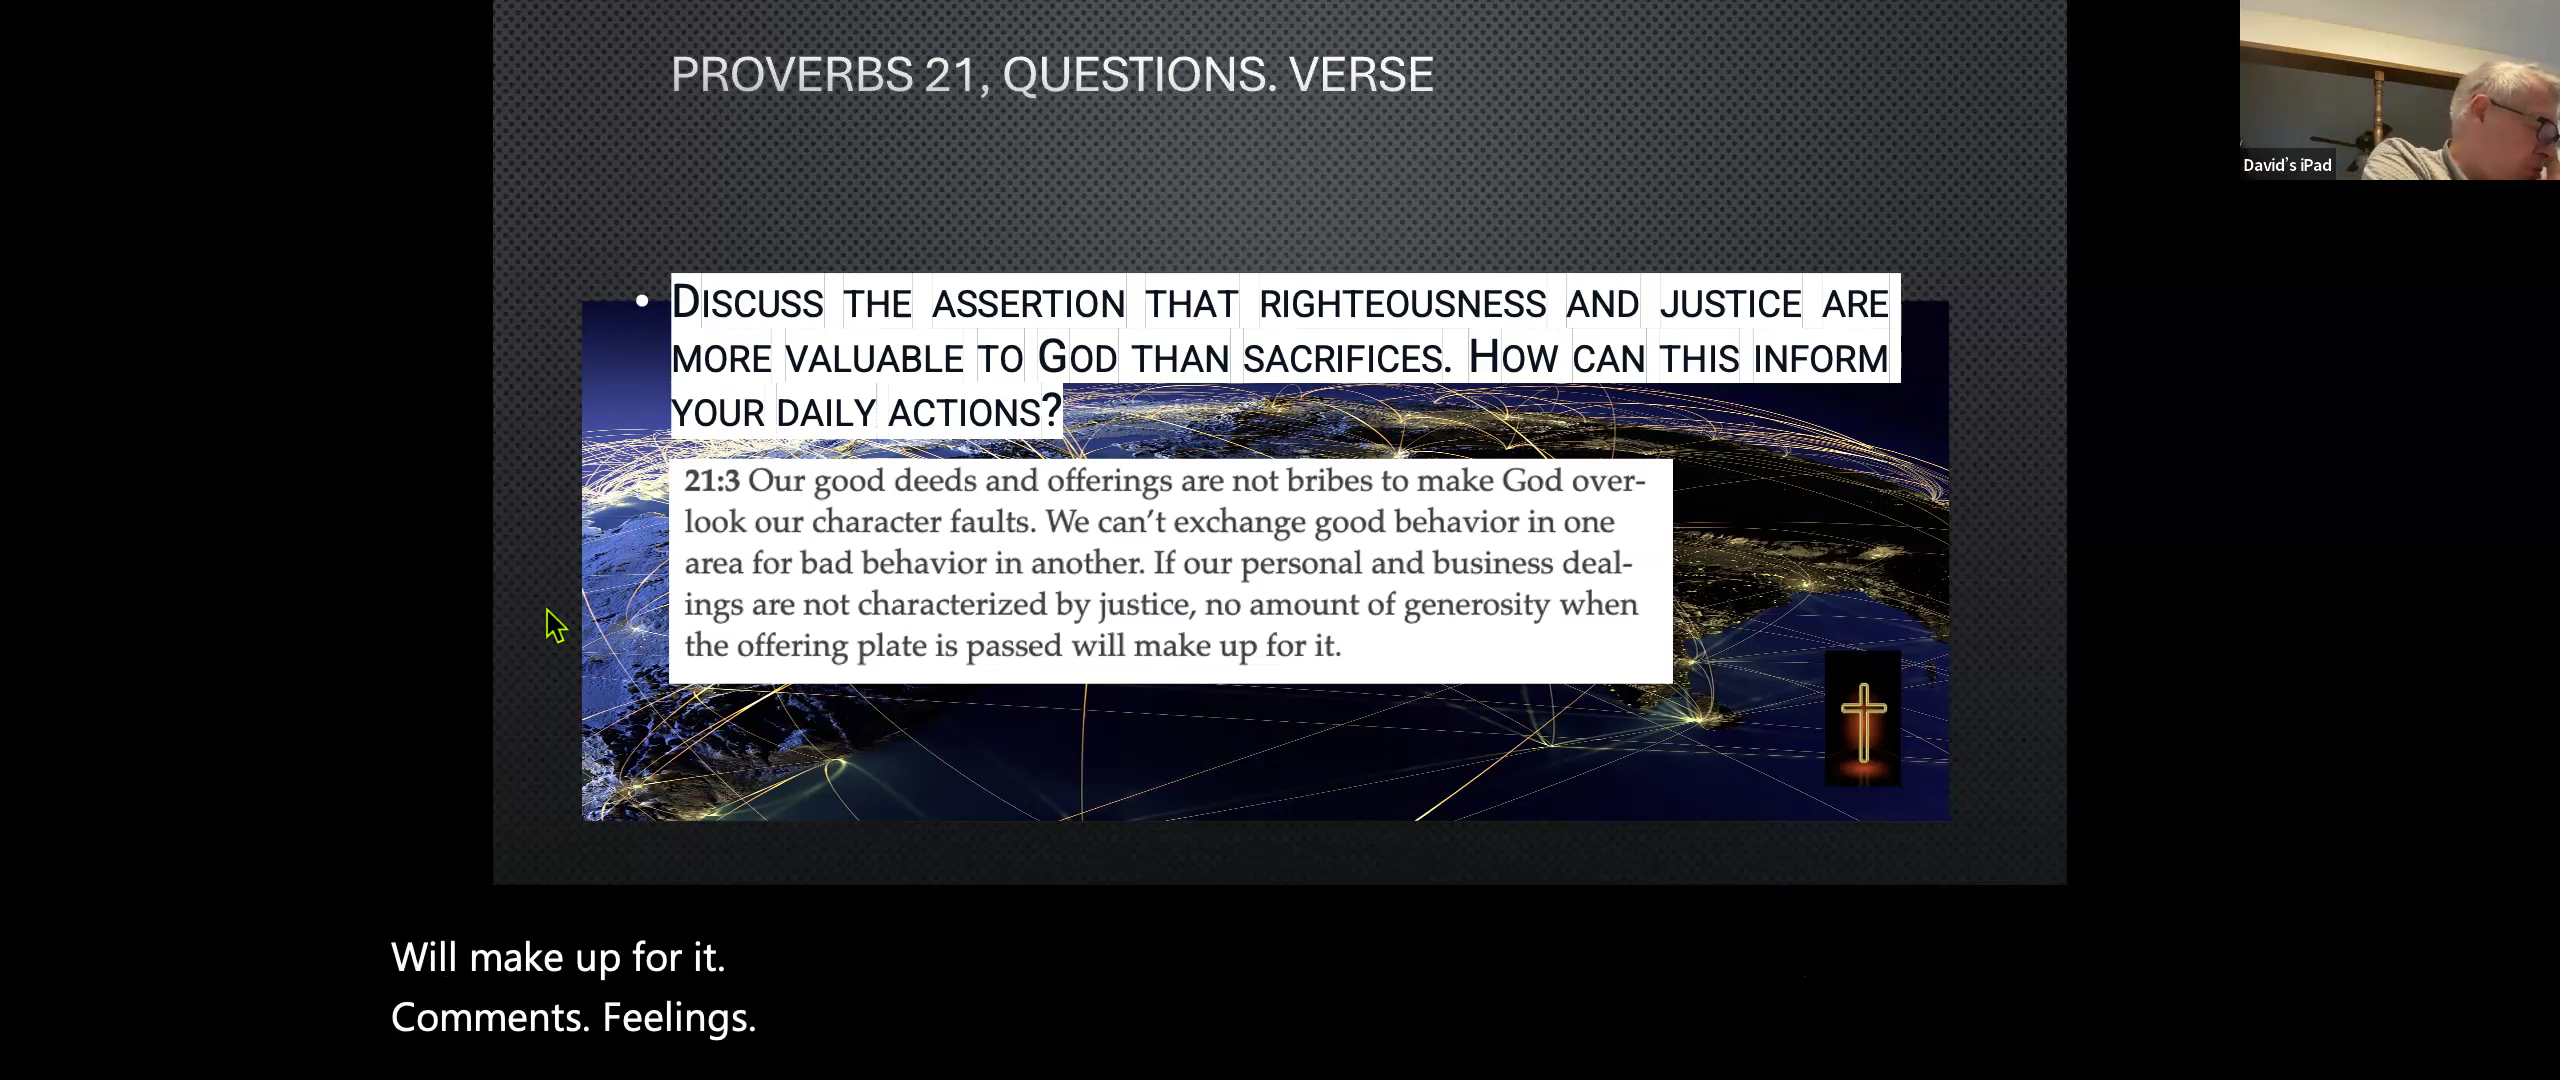 PROVERBS 21, QUESTIONS. VERSE
David's iPad
• DISCUSS THE ASSERTION THAT RIGHTEOUSNESS AND JUSTICE ARE
MORE VALUABLE TO GOD THAN SACRIFICES. HOW CAN THIS INFORM
YOUR DAILY ACTIONS?
21:3 Our good deeds and offerings are not bribes to make God over-
look our character faults. We can't exchange good behavior in one
area for bad behavior in another. If our personal and business deal-
ings are not characterized by justice, no amount of generosity when
the offering plate is passed will make up for it.
Will make up for it.
Comments. Feelings.